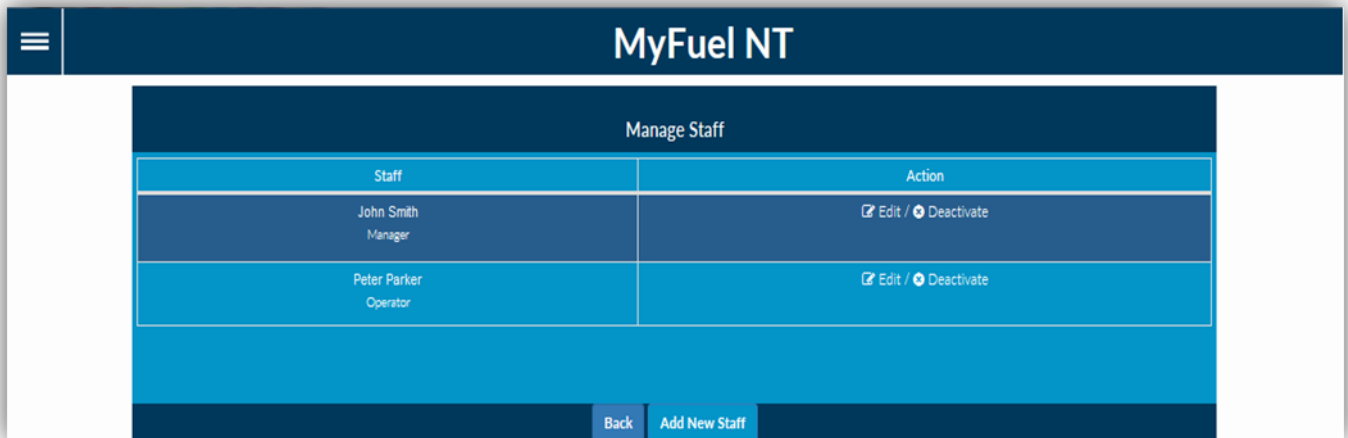 MyFuel NT
Manage Staff
Staff Action
John Smith Edit / Deactivate
Manager
Peter Parker Edit / Deactivate
Operator
Back Add New Staff